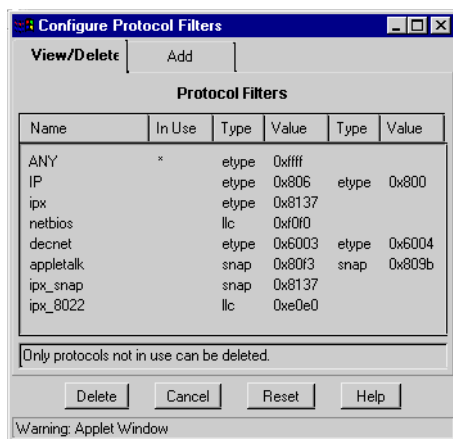 Configure Protocol Filters
View/Delete Add
Protocol Filters
Name In Use Type Value Type Value
ANY * etype 0xffff
IP etype 0x806 etype 0x800
ipx etype 0x8137
netbios llc 0xf0f0
decnet etype 0x6003 etype 0x6004
appletalk snap 0x80f3 snap 0x809b
ipx_snap snap 0x8137
ipx_8022 llc 0xe0e0
Only protocols not in use can be deleted.
Delete Cancel Reset Help
Warning: Applet Window